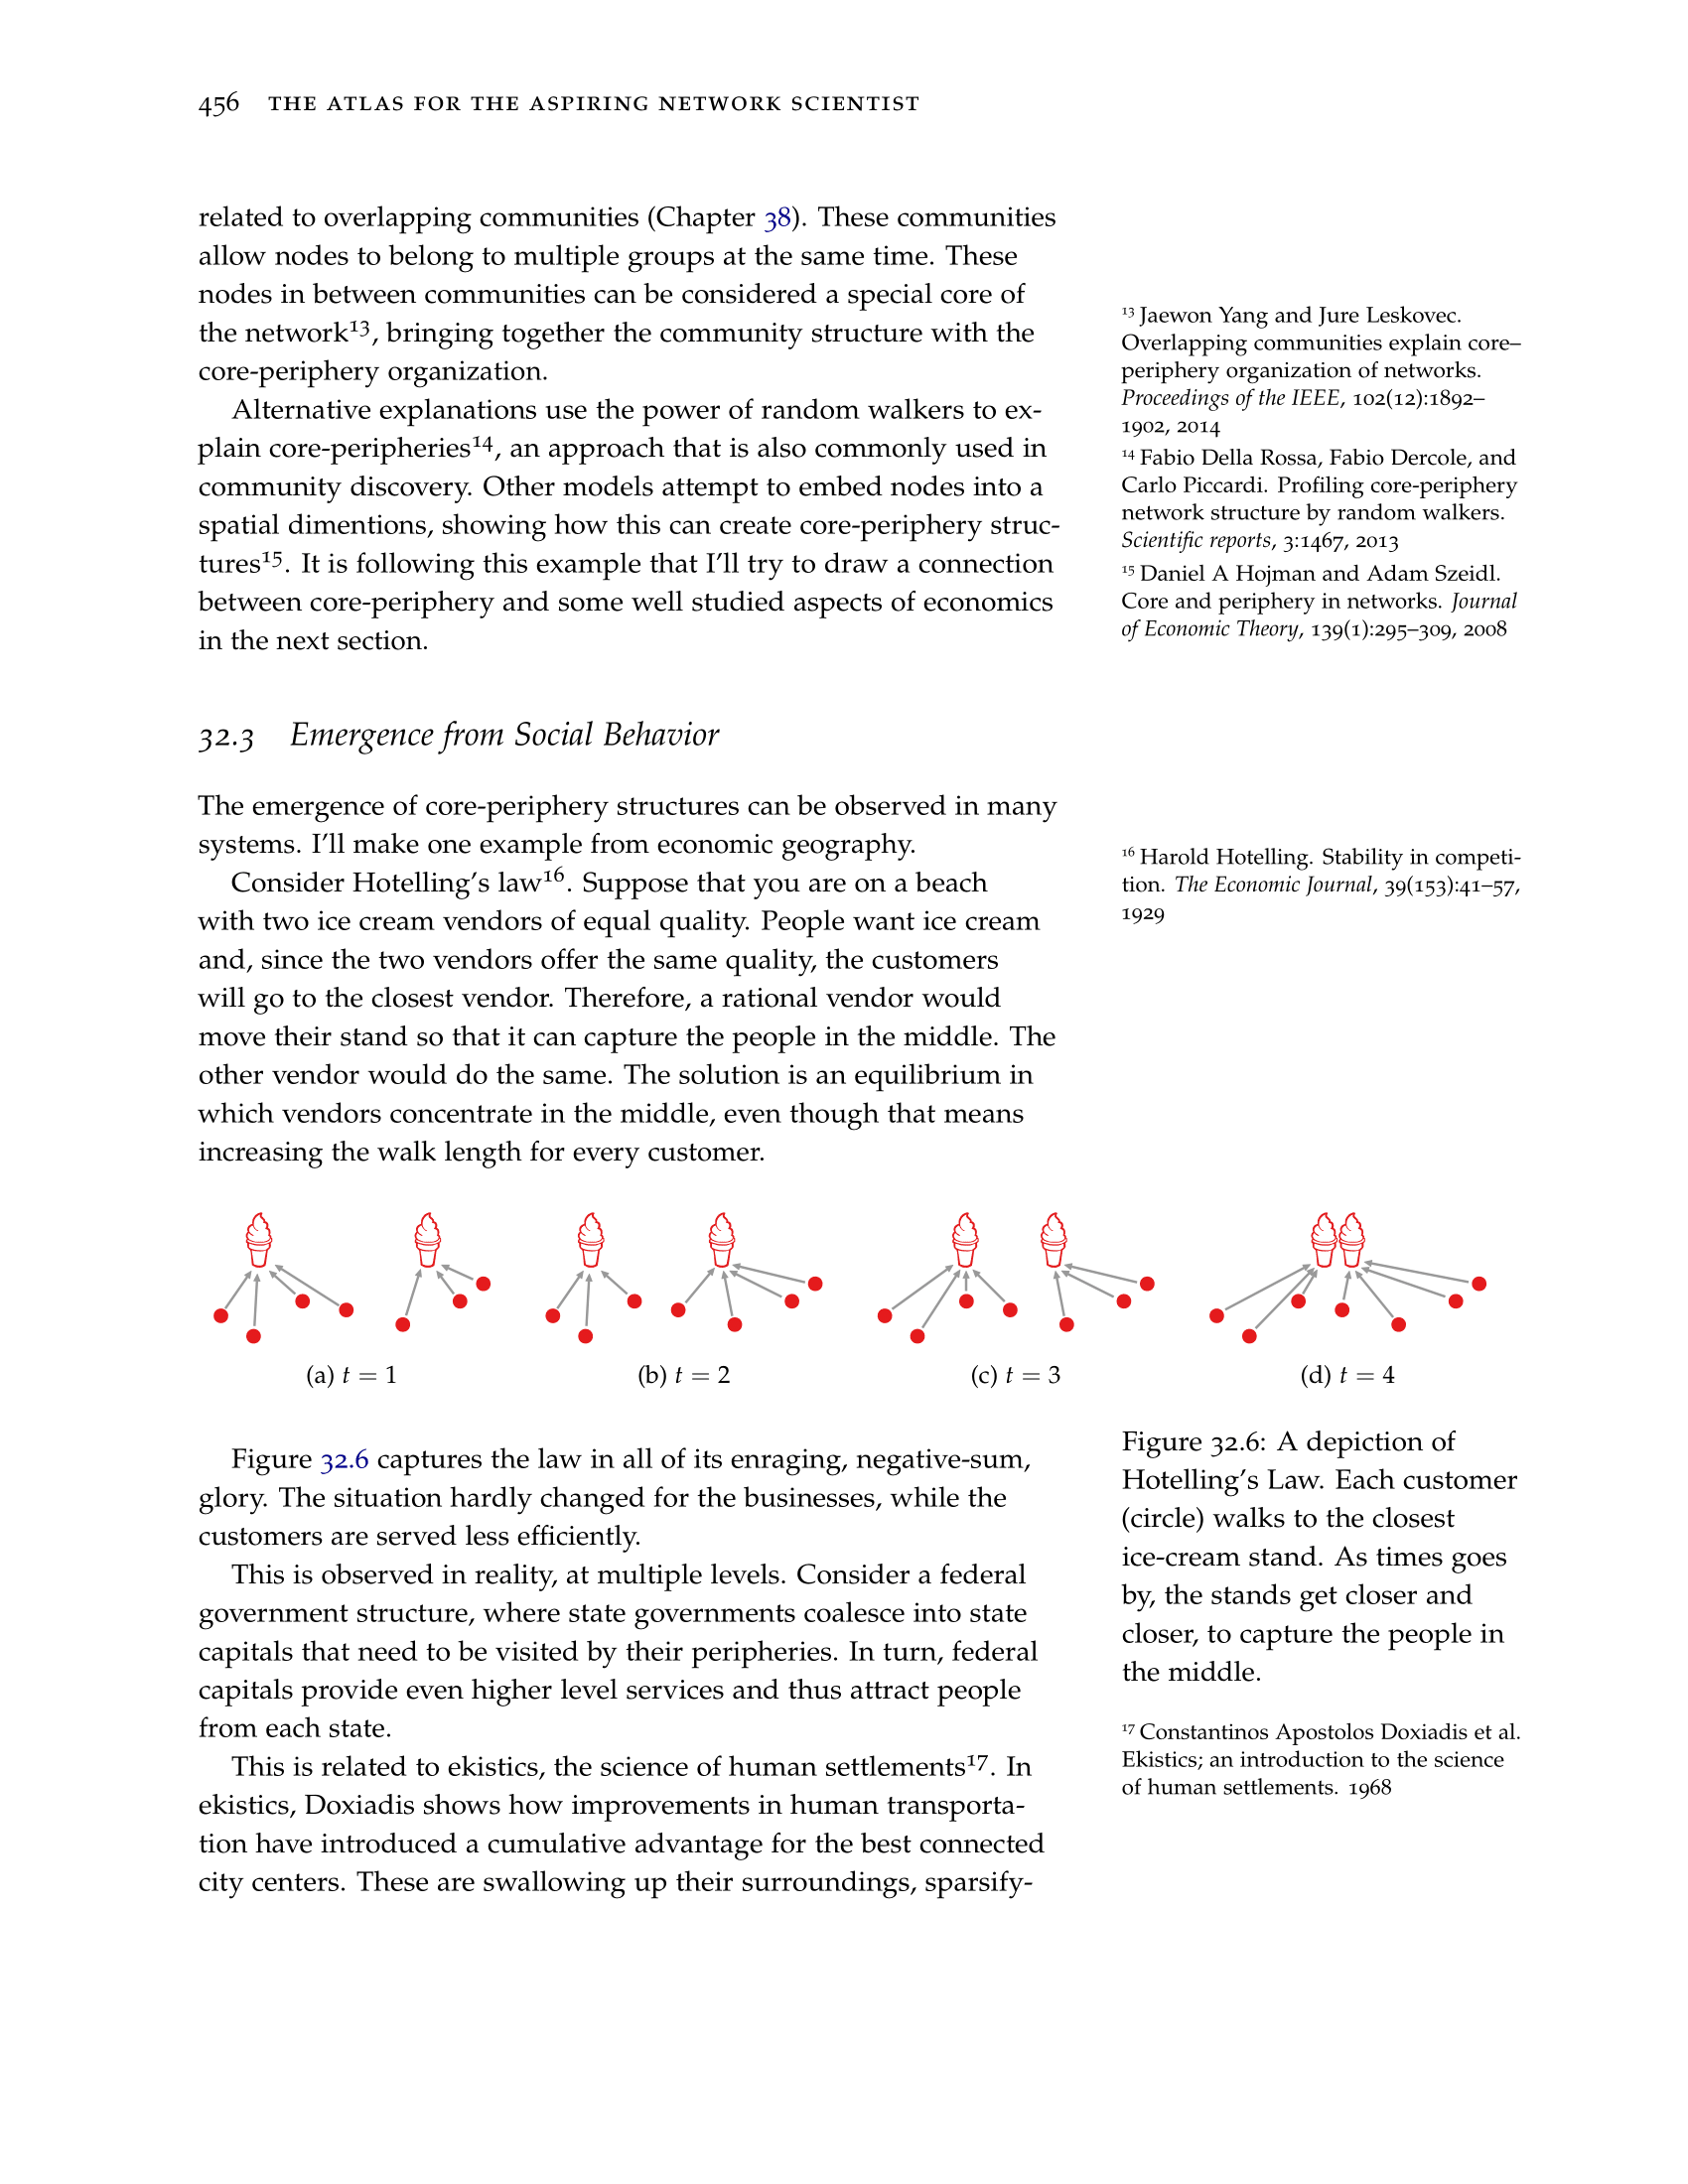 456 THE ATLAS FOR THE ASPIRING NETWORK SCIENTIST
related to overlapping communities (Chapter 38). These communities
allow nodes to belong to multiple groups at the same time. These
nodes in between communities can be considered a special core of
the network¹³, bringing together the community structure with the
core-periphery organization.
Alternative explanations use the power of random walkers to ex-
plain core-peripheries¹⁴, an approach that is also commonly used in
community discovery. Other models attempt to embed nodes into a
spatial dimentions, showing how this can create core-periphery struc-
tures¹⁵. It is following this example that I'll try to draw a connection
between core-periphery and some well studied aspects of economics
in the next section.
¹³ Jaewon Yang and Jure Leskovec.
Overlapping communities explain core–
periphery organization of networks.
Proceedings of the IEEE, 102(12):1892–
1902, 2014
¹⁴ Fabio Della Rossa, Fabio Dercole, and
Carlo Piccardi. Profiling core-periphery
network structure by random walkers.
Scientific reports, 3:1467, 2013
¹⁵ Daniel A Hojman and Adam Szeidl.
Core and periphery in networks. Journal
of Economic Theory, 139(1):295–309, 2008
32.3 Emergence from Social Behavior
The emergence of core-periphery structures can be observed in many
systems. I'll make one example from economic geography.
Consider Hotelling's law¹⁶. Suppose that you are on a beach
with two ice cream vendors of equal quality. People want ice cream
and, since the two vendors offer the same quality, the customers
will go to the closest vendor. Therefore, a rational vendor would
move their stand so that it can capture the people in the middle. The
other vendor would do the same. The solution is an equilibrium in
which vendors concentrate in the middle, even though that means
increasing the walk length for every customer.
¹⁶ Harold Hotelling. Stability in competi-
tion. The Economic Journal, 39(153):41–57,
1929
(a) t = 1
(b) t = 2
(c) t = 3
(d) t = 4
Figure 32.6: A depiction of
Hotelling's Law. Each customer
(circle) walks to the closest
ice-cream stand. As times goes
by, the stands get closer and
closer, to capture the people in
the middle.
Figure 32.6 captures the law in all of its enraging, negative-sum,
glory. The situation hardly changed for the businesses, while the
customers are served less efficiently.
This is observed in reality, at multiple levels. Consider a federal
government structure, where state governments coalesce into state
capitals that need to be visited by their peripheries. In turn, federal
capitals provide even higher level services and thus attract people
from each state.
This is related to ekistics, the science of human settlements¹⁷. In
ekistics, Doxiadis shows how improvements in human transporta-
tion have introduced a cumulative advantage for the best connected
city centers. These are swallowing up their surroundings, sparsify-
¹⁷ Constantinos Apostolos Doxiadis et al.
Ekistics; an introduction to the science
of human settlements. 1968